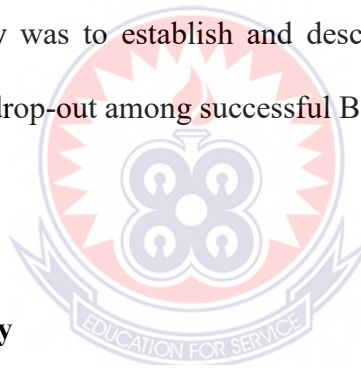 y was to establish and desc
drop-out among successful B
y
EDUCATION FOR SERVICE